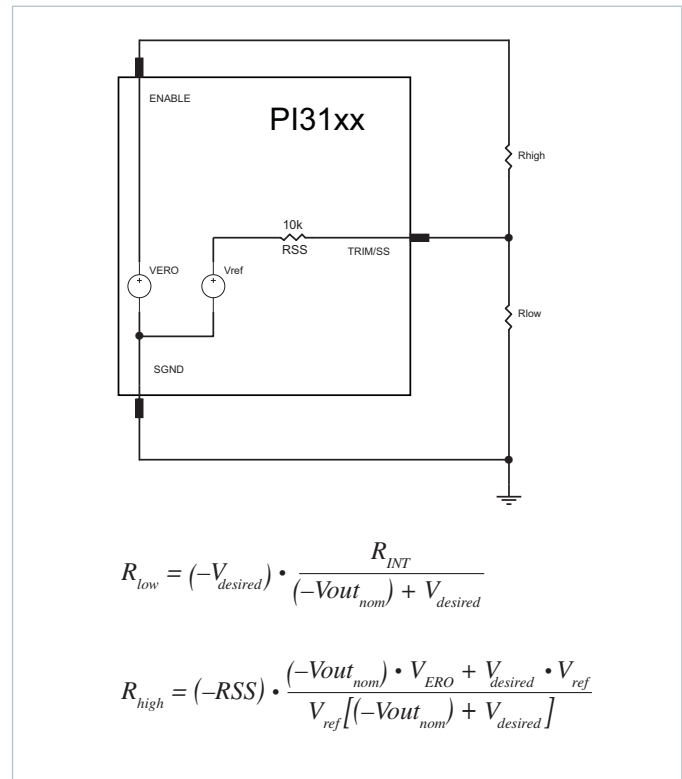 ENABLE
PI31xx
Rhigh
10k
RSS
TRIM/SS
VERO
Vref
Rlow
SGND
R_low = (–V_desired) • R_INT / ((–Vout_nom) + V_desired)
R_high = (–RSS) • ((–Vout_nom) • V_ERO + V_desired • V_ref) / (V_ref[(–Vout_nom) + V_desired])